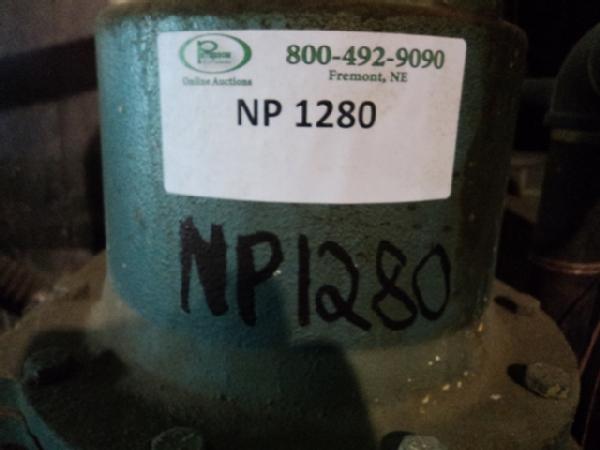 800-492-9090
Online Auctions
Fremont, NE
NP 1280
NP1280